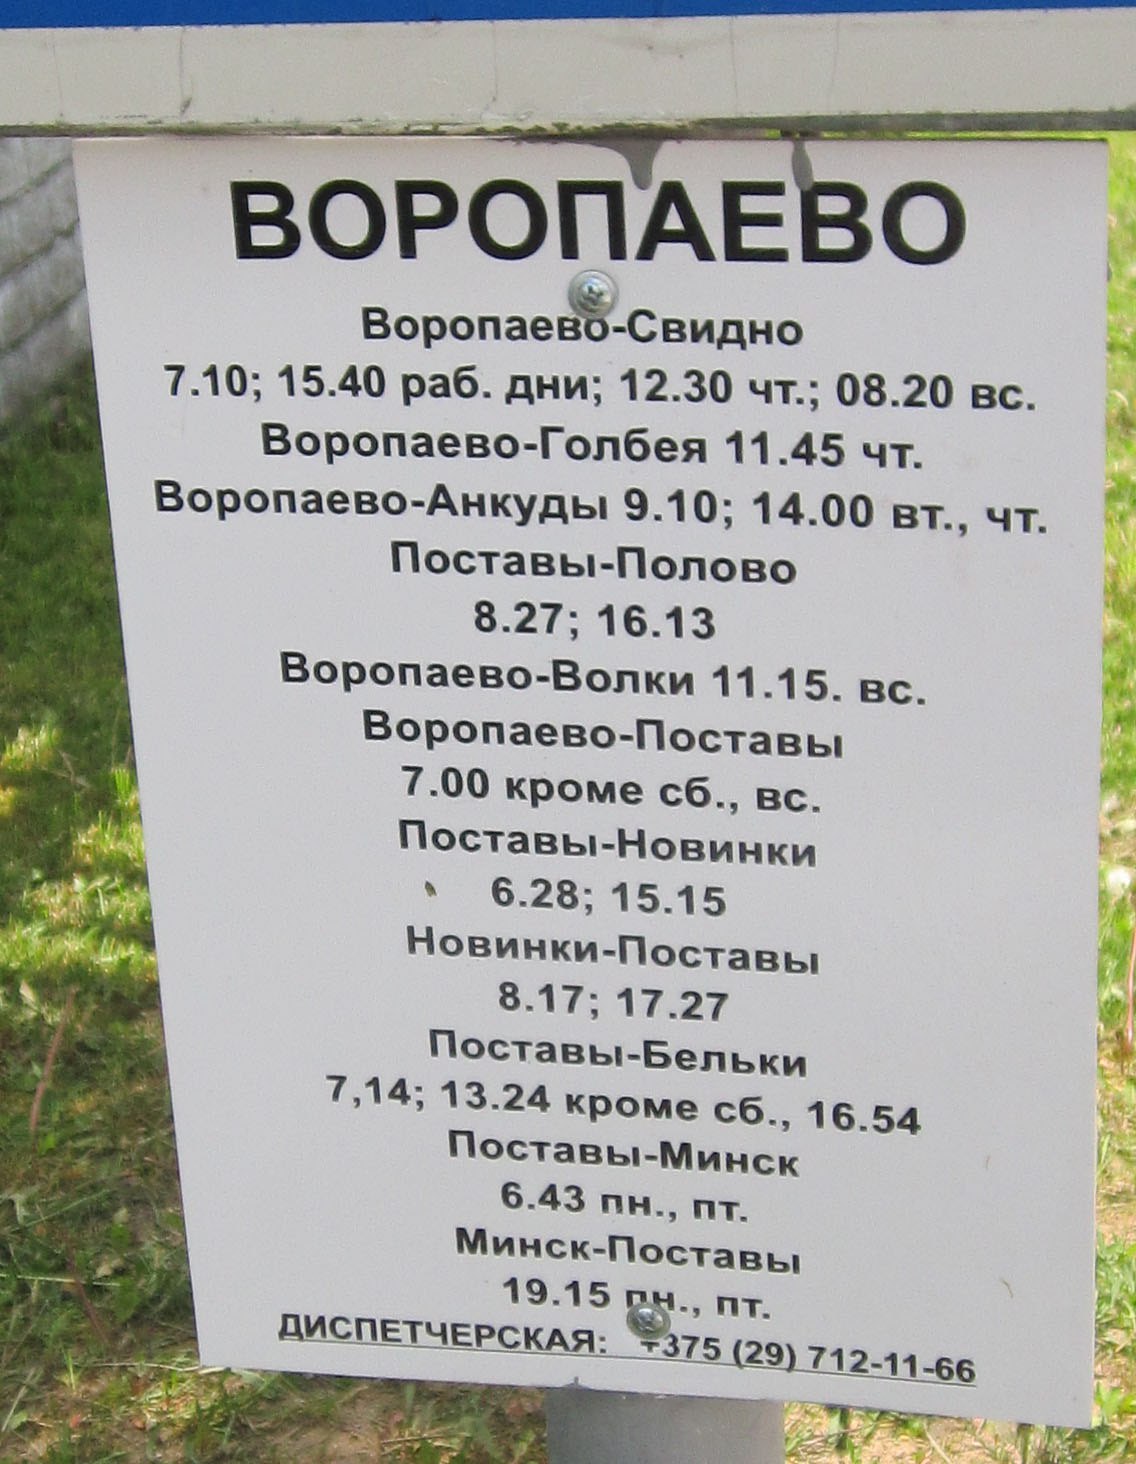 ВОРОПАЕВО
Воропаево-Свидно
7.10; 15.40 раб. дни; 12.30 чт.; 08.20 вс.
Воропаево-Голбея 11.45 чт.
Воропаево-Анкуды 9.10; 14.00 вт., чт.
Поставы-Полово
8.27; 16.13
Воропаево-Волки 11.15. вс.
Воропаево-Поставы
7.00 кроме сб., вс.
Поставы-Новинки
6.28; 15.15
Новинки-Поставы
8.17; 17.27
Поставы-Бельки
7,14; 13.24 кроме сб., 16.54
Поставы-Минск
6.43 пн., пт.
Минск-Поставы
19.15 пн., пт.
ДИСПЕТЧЕРСКАЯ: +375 (29) 712-11-66